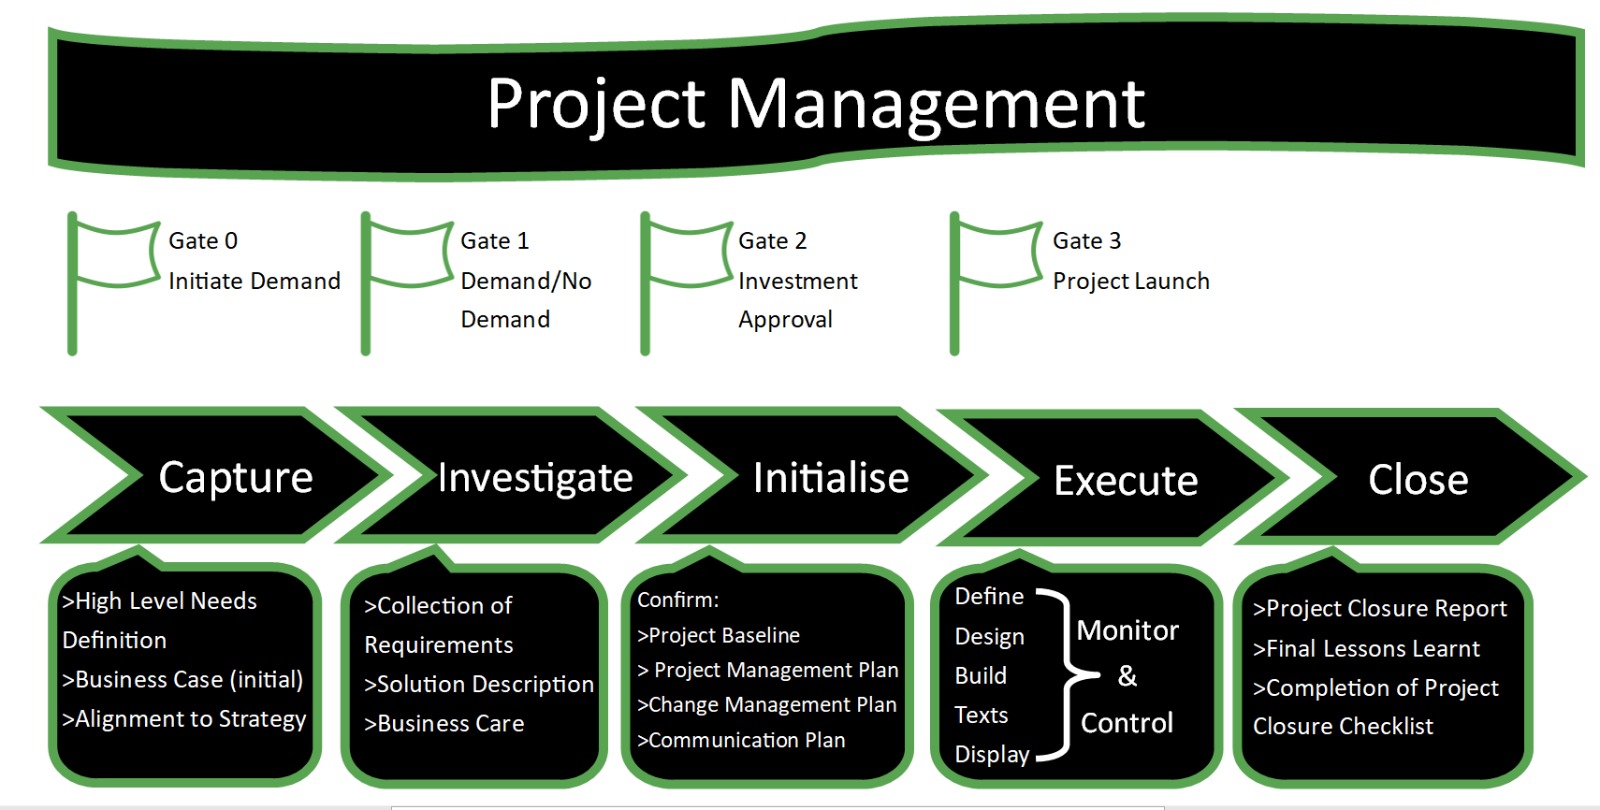 Project Management
Gate 0
Initiate Demand
Gate 1
Demand/No
Demand
Gate 2
Investment
Approval
Gate 3
Project Launch
Capture
Investigate
Initialise
Execute
Close
>High Level Needs
Definition
>Business Case (initial)
>Alignment to Strategy
>Collection of
Requirements
>Solution Description
>Business Care
Confirm:
>Project Baseline
> Project Management Plan
>Change Management Plan
>Communication Plan
Define
Design
Build
Texts
Display
Monitor
&
Control
>Project Closure Report
>Final Lessons Learnt
>Completion of Project
Closure Checklist